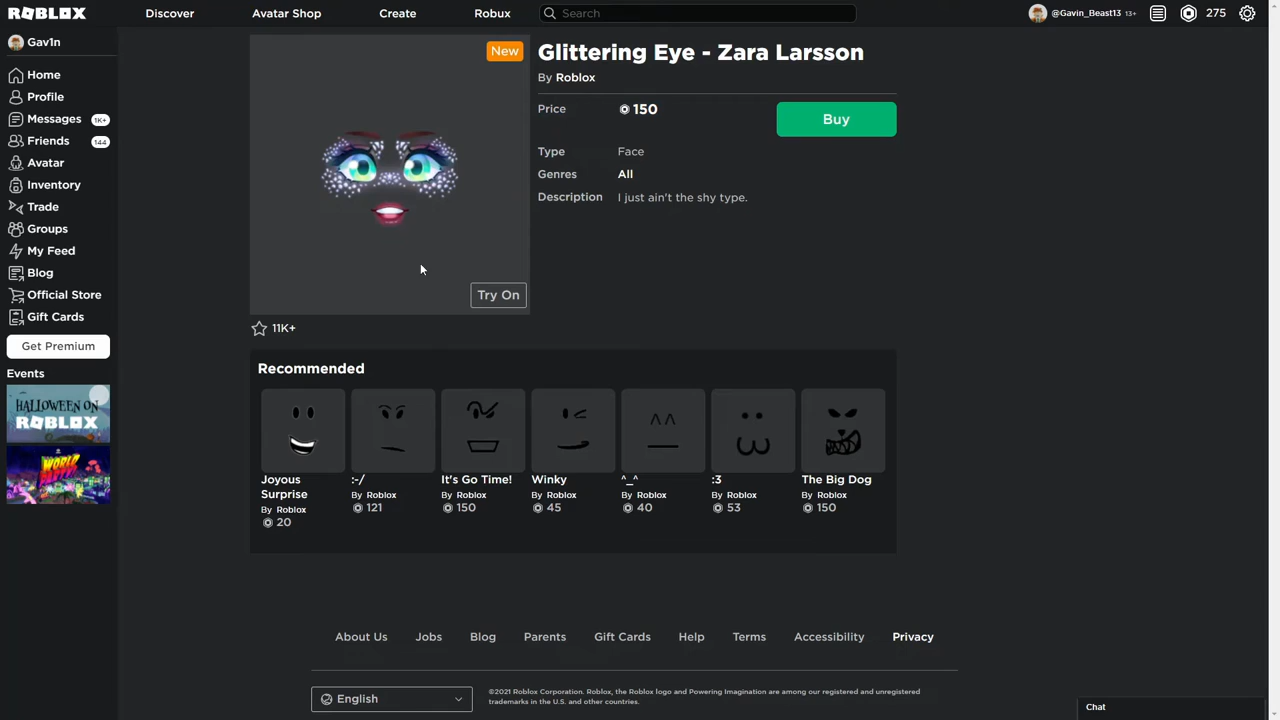 ROBLOX
Discover
Avatar Shop
Create
Robux
Search
@Gavin_Beast13 13+
275
Gav1n
Home
Profile
Messages 1K+
Friends 144
Avatar
Inventory
Trade
Groups
My Feed
Blog
Official Store
Gift Cards
Get Premium
Events
HALLOWEEN ON
ROBLOX
WORLD
PARTY
New
Try On
11K+
Glittering Eye - Zara Larsson
By Roblox
Price 150
Buy
Type Face
Genres All
Description I just ain't the shy type.
Recommended
Joyous
Surprise
By Roblox
20
:-/
By Roblox
121
It's Go Time!
By Roblox
150
Winky
By Roblox
45
^_^
By Roblox
40
:3
By Roblox
53
The Big Dog
By Roblox
150
About Us
Jobs
Blog
Parents
Gift Cards
Help
Terms
Accessibility
Privacy
English
©2021 Roblox Corporation. Roblox, the Roblox logo and Powering Imagination are among our registered and unregistered
trademarks in the U.S. and other countries.
Chat